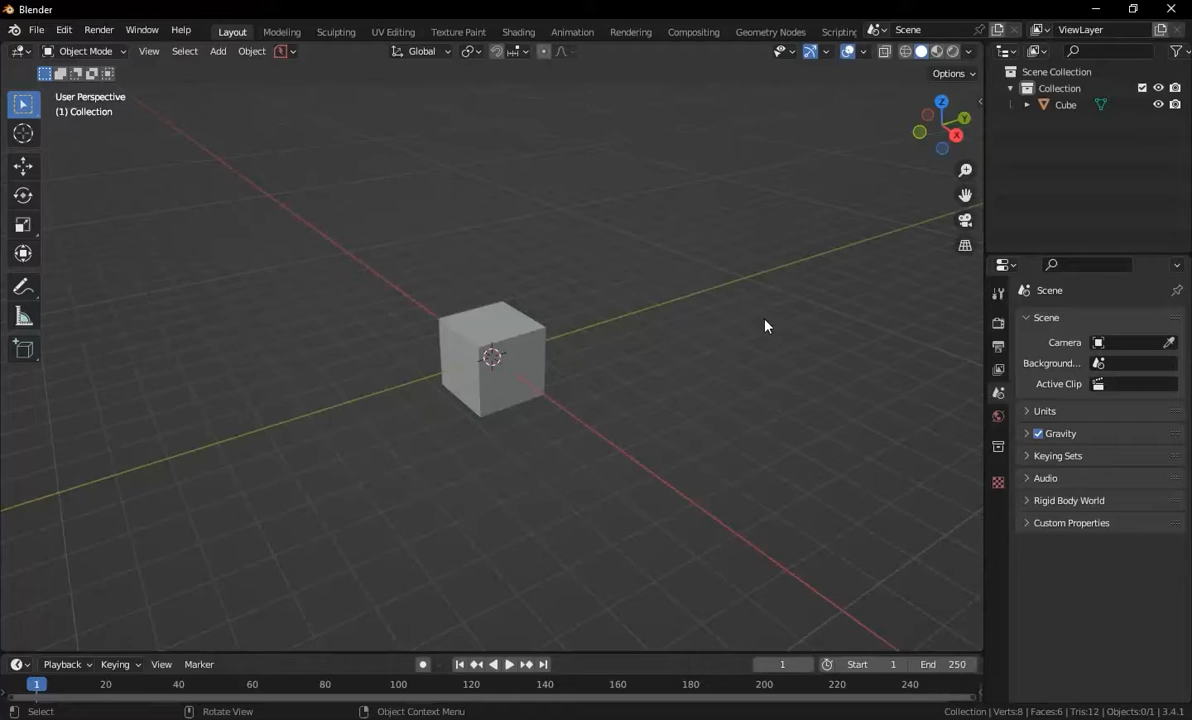 Blender
File Edit Render Window Help Layout Modeling Sculpting UV Editing Texture Paint Shading Animation Rendering Compositing Geometry Nodes Scripting Scene ViewLayer
Object Mode View Select Add Object Global
Options
User Perspective
(1) Collection
Z
Y
X
Scene Collection
Collection
Cube
Scene
Scene
Camera
Background...
Active Clip
Units
Gravity
Keying Sets
Audio
Rigid Body World
Custom Properties
Playback Keying View Marker 1 Start 1 End 250
1 20 40 60 80 100 120 140 160 180 200 220 240
Select Rotate View Object Context Menu Collection | Verts:8 | Faces:6 | Tris:12 | Objects:0/1 | 3.4.1